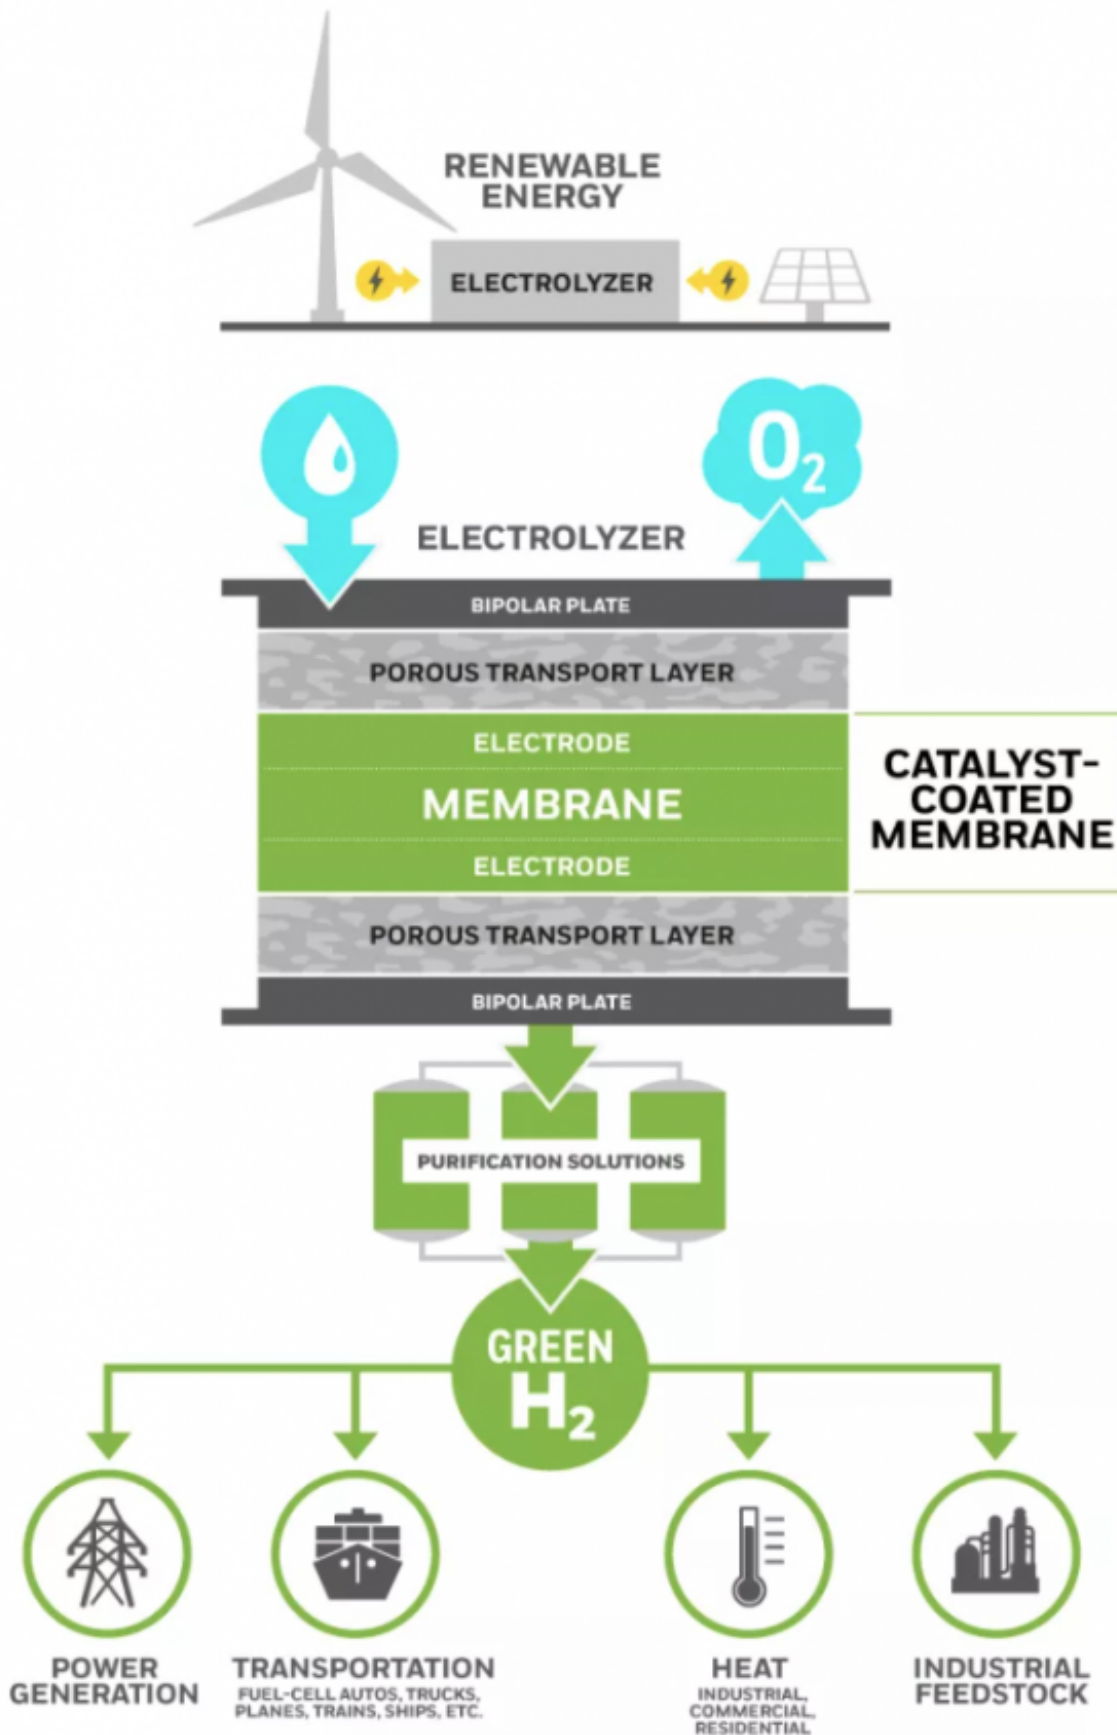 RENEWABLE
ENERGY
ELECTROLYZER
O2
ELECTROLYZER
BIPOLAR PLATE
POROUS TRANSPORT LAYER
ELECTRODE
MEMBRANE
ELECTRODE
CATALYST-
COATED
MEMBRANE
POROUS TRANSPORT LAYER
BIPOLAR PLATE
PURIFICATION SOLUTIONS
GREEN
H2
POWER
GENERATION
TRANSPORTATION
FUEL-CELL AUTOS, TRUCKS,
PLANES, TRAINS, SHIPS, ETC.
HEAT
INDUSTRIAL,
COMMERCIAL,
RESIDENTIAL
INDUSTRIAL
FEEDSTOCK